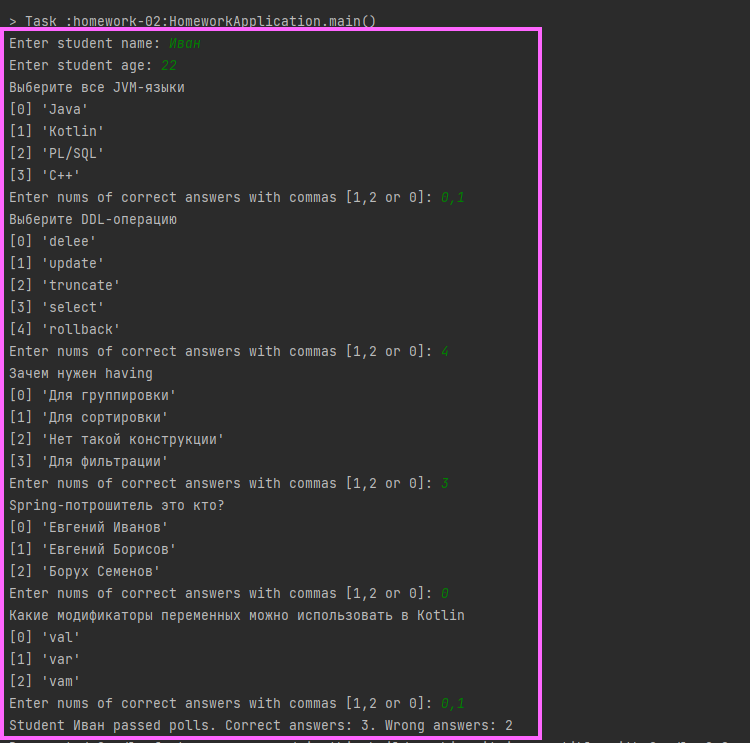 > Task :homework-02:HomeworkApplication.main()
Enter student name: Иван
Enter student age: 22
Выберите все JVM-языки
[0] 'Java'
[1] 'Kotlin'
[2] 'PL/SQL'
[3] 'C++'
Enter nums of correct answers with commas [1,2 or 0]: 0,1
Выберите DDL-операцию
[0] 'delee'
[1] 'update'
[2] 'truncate'
[3] 'select'
[4] 'rollback'
Enter nums of correct answers with commas [1,2 or 0]: 4
Зачем нужен having
[0] 'Для группировки'
[1] 'Для сортировки'
[2] 'Нет такой конструкции'
[3] 'Для фильтрации'
Enter nums of correct answers with commas [1,2 or 0]: 3
Spring-потрошитель это кто?
[0] 'Евгений Иванов'
[1] 'Евгений Борисов'
[2] 'Борух Семенов'
Enter nums of correct answers with commas [1,2 or 0]: 0
Какие модификаторы переменных можно использовать в Kotlin
[0] 'val'
[1] 'var'
[2] 'vam'
Enter nums of correct answers with commas [1,2 or 0]: 0,1
Student Иван passed polls. Correct answers: 3. Wrong answers: 2